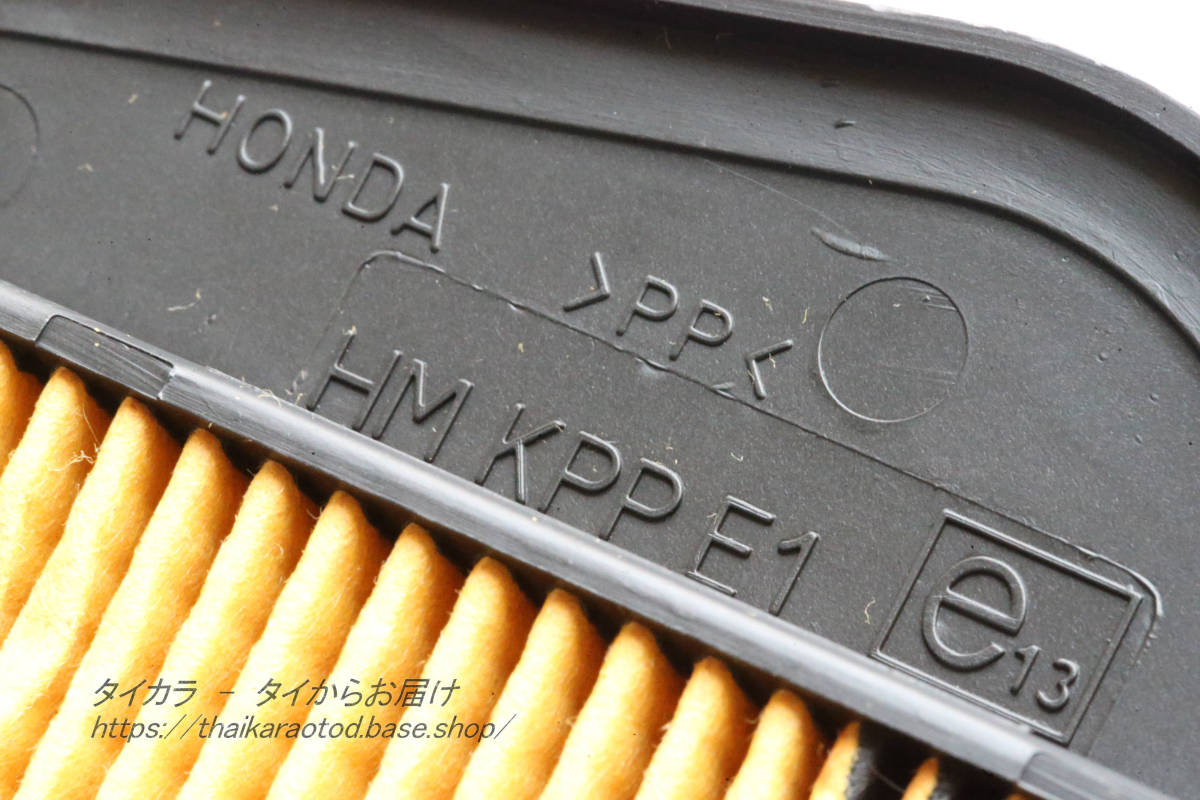 HONDA
>PP<
HM KPP E1
e13
タイカラ - タイからお届け
https://thaikaraotod.base.shop/